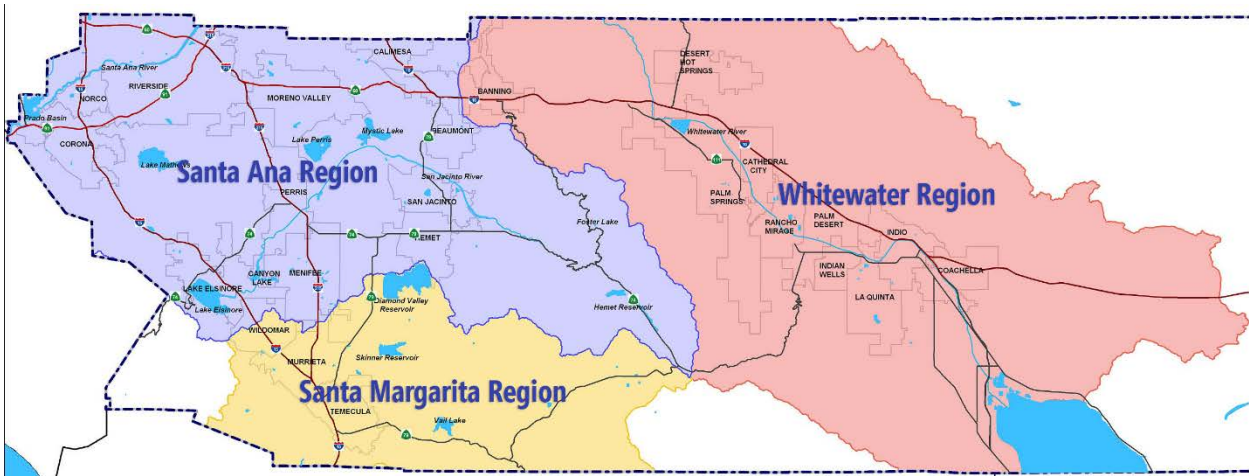 CALIMESA
DESERT
HOT
SPRINGS
Santa Ana River
RIVERSIDE
NORCO
MORENO VALLEY
BANNING
Prado Basin
CORONA
Lake Perris
Mystic Lake
BEAUMONT
Whitewater River
Lake Mathews
Santa Ana Region
San Jacinto River
CATHEDRAL
CITY
PERRIS
SAN JACINTO
PALM
SPRINGS
Whitewater Region
Foster Lake
RANCHO
MIRAGE
PALM
DESERT
INDIO
HEMET
CANYON
LAKE
MENIFEE
INDIAN
WELLS
COACHELLA
LAKE ELSINORE
Lake Elsinore
Diamond Valley
Reservoir
Hemet Reservoir
LA QUINTA
WILDOMAR
MURRIETA
Skinner Reservoir
Santa Margarita Region
TEMECULA
Vail Lake